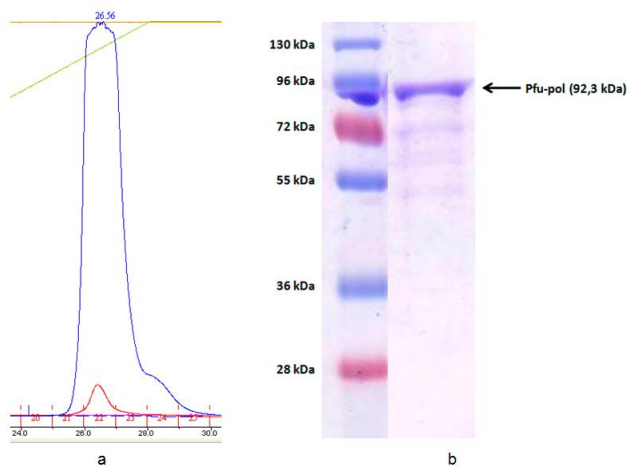 26.56
20 21 22 23 24 25
24.0 26.0 28.0 30.0
a
130 kDa
96 kDa
72 kDa
55 kDa
36 kDa
28 kDa
Pfu-pol (92,3 kDa)
b